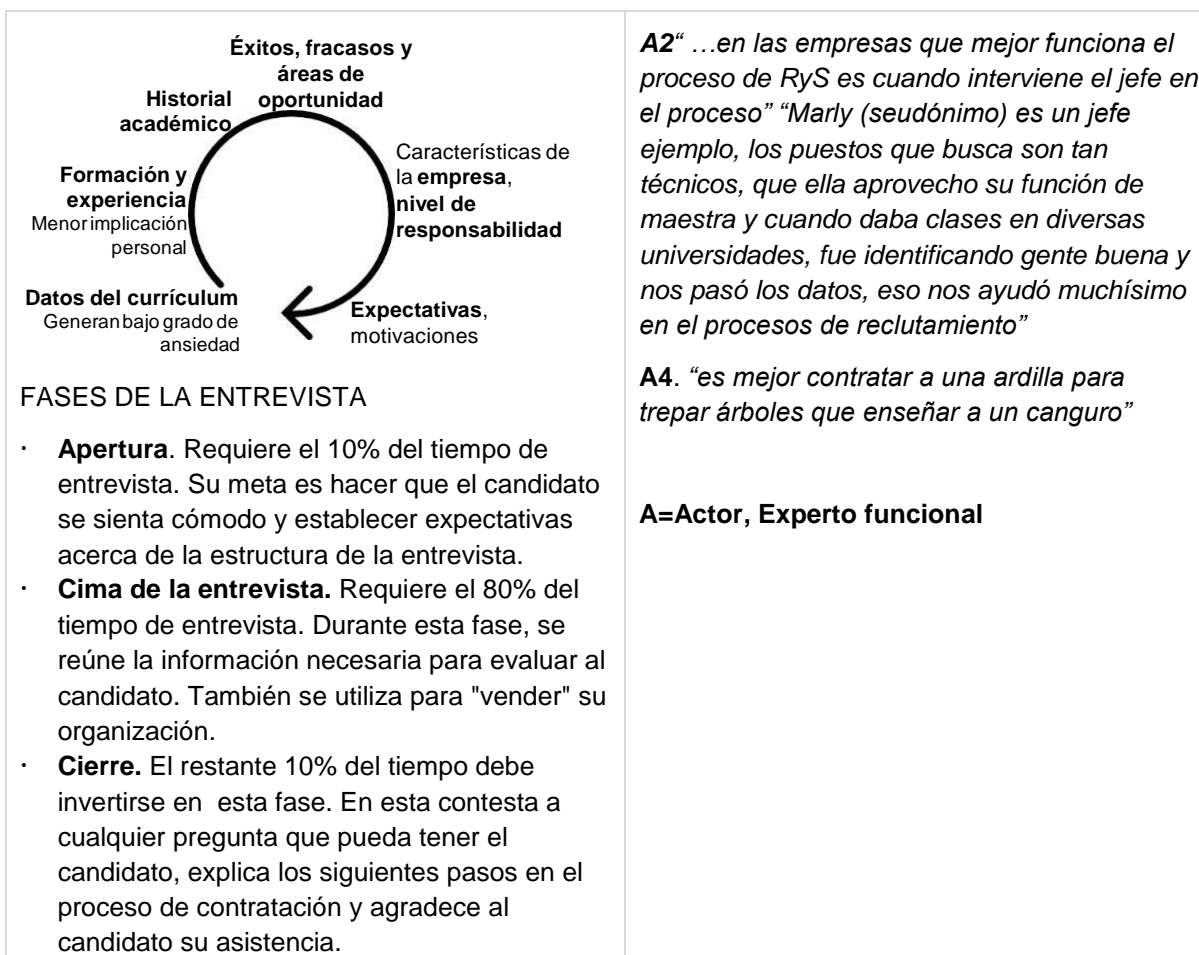 Éxitos, fracasos y
áreas de
oportunidad
Historial
académico
Formación y
experiencia
Menor implicación
personal
Datos del currículum
Generan bajo grado de
ansiedad
Características de
la empresa,
nivel de
responsabilidad
Expectativas,
motivaciones
FASES DE LA ENTREVISTA
· Apertura. Requiere el 10% del tiempo de
entrevista. Su meta es hacer que el candidato
se sienta cómodo y establecer expectativas
acerca de la estructura de la entrevista.
· Cima de la entrevista. Requiere el 80% del
tiempo de entrevista. Durante esta fase, se
reúne la información necesaria para evaluar al
candidato. También se utiliza para "vender" su
organización.
· Cierre. El restante 10% del tiempo debe
invertirse en esta fase. En esta contesta a
cualquier pregunta que pueda tener el
candidato, explica los siguientes pasos en el
proceso de contratación y agradece al
candidato su asistencia.
A2“ …en las empresas que mejor funciona el
proceso de RyS es cuando interviene el jefe en
el proceso” “Marly (seudónimo) es un jefe
ejemplo, los puestos que busca son tan
técnicos, que ella aprovecho su función de
maestra y cuando daba clases en diversas
universidades, fue identificando gente buena y
nos pasó los datos, eso nos ayudó muchísimo
en el procesos de reclutamiento”
A4. “es mejor contratar a una ardilla para
trepar árboles que enseñar a un canguro”
A=Actor, Experto funcional